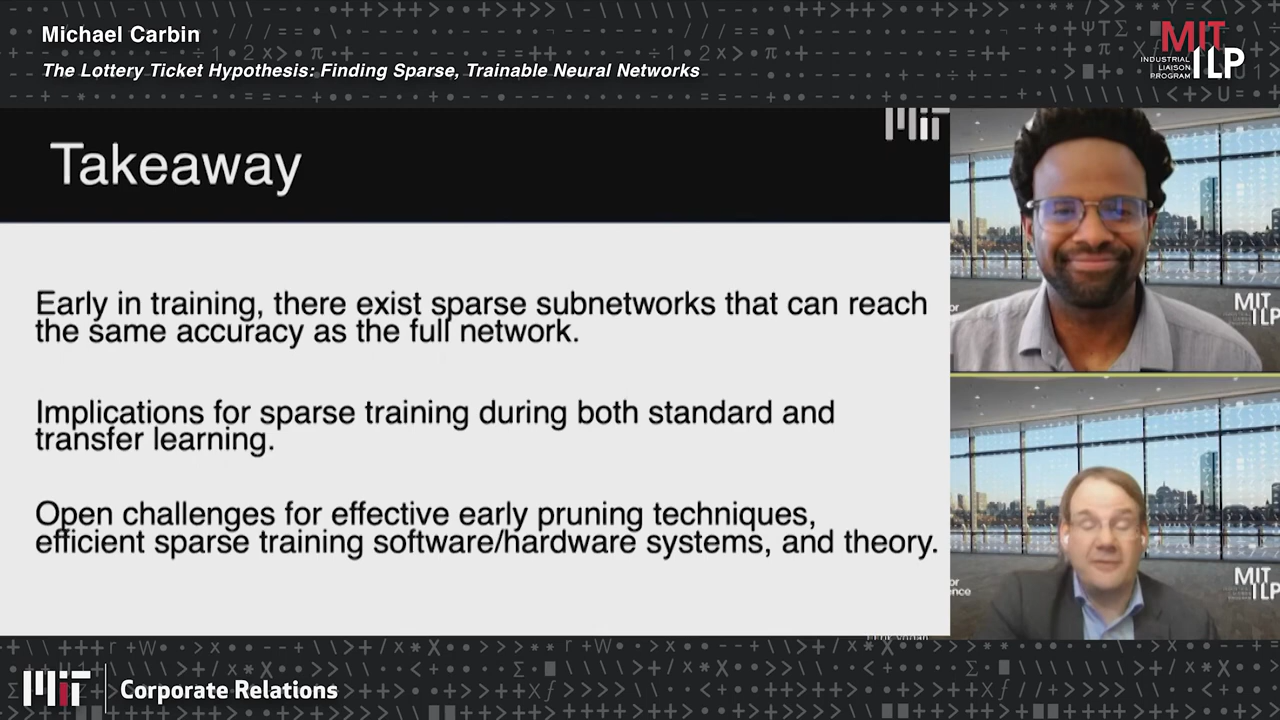 Michael Carbin
The Lottery Ticket Hypothesis: Finding Sparse, Trainable Neural Networks
MIT
INDUSTRIAL
LIAISON
PROGRAM
ILP
MIT
Takeaway
Early in training, there exist sparse subnetworks that can reach
the same accuracy as the full network.
Implications for sparse training during both standard and
transfer learning.
Open challenges for effective early pruning techniques,
efficient sparse training software/hardware systems, and theory.
MIT
ILP
MIT
ILP
MIT
Corporate Relations